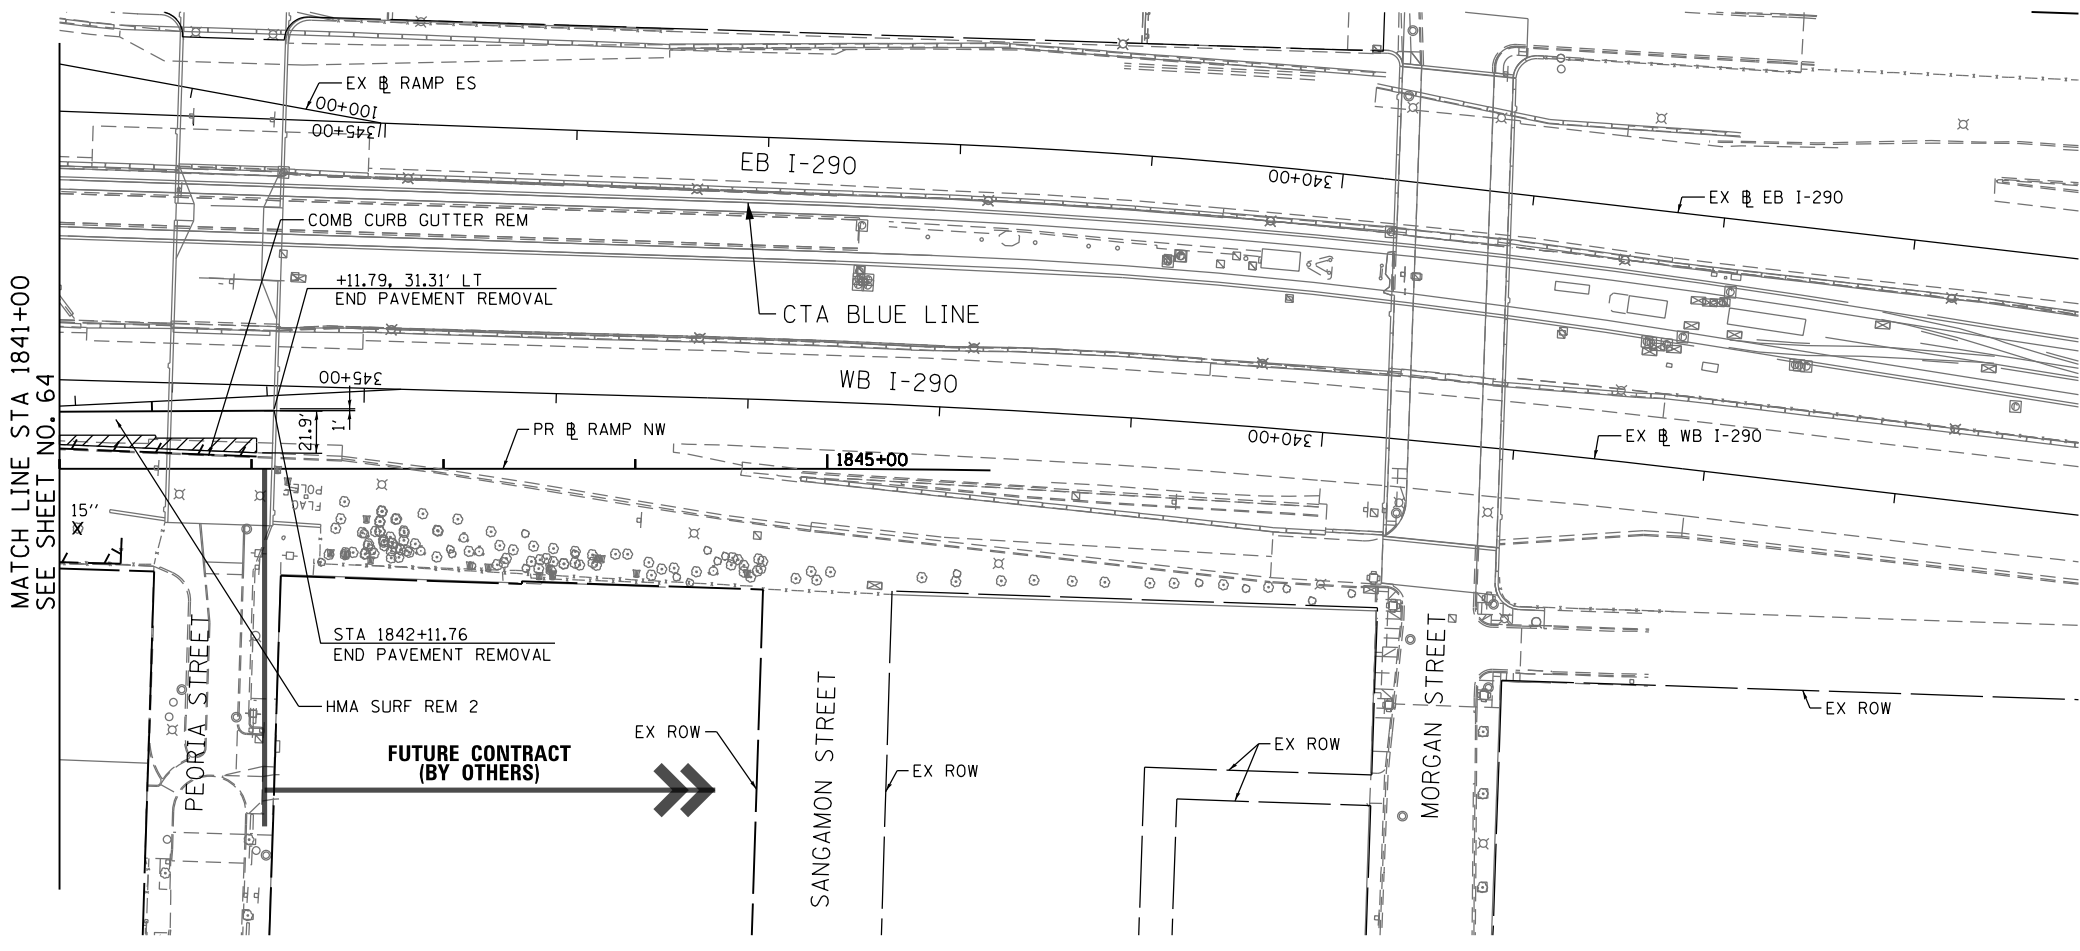 EX BL RAMP ES
100+00
345+00
EB I-290
340+00
EX BL EB I-290
COMB CURB GUTTER REM
+11.79, 31.31' LT
END PAVEMENT REMOVAL
CTA BLUE LINE
MATCH LINE STA 1841+00
SEE SHEET NO. 64
345+00
WB I-290
21.9'
1'
PR BL RAMP NW
1845+00
340+00
EX BL WB I-290
FLAG
POLE
15''
STA 1842+11.76
END PAVEMENT REMOVAL
HMA SURF REM 2
PEORIA STREET
FUTURE CONTRACT
(BY OTHERS)
EX ROW
SANGAMON STREET
EX ROW
EX ROW
MORGAN STREET
EX ROW